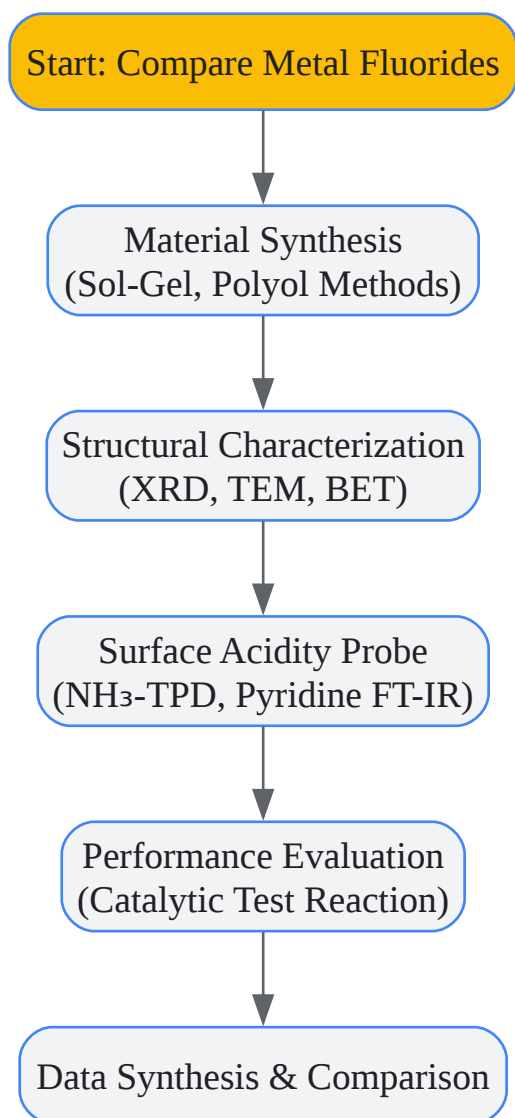 Start: Compare Metal Fluorides
Material Synthesis
(Sol-Gel, Polyol Methods)
Structural Characterization
(XRD, TEM, BET)
Surface Acidity Probe
(NH₃-TPD, Pyridine FT-IR)
Performance Evaluation
(Catalytic Test Reaction)
Data Synthesis & Comparison